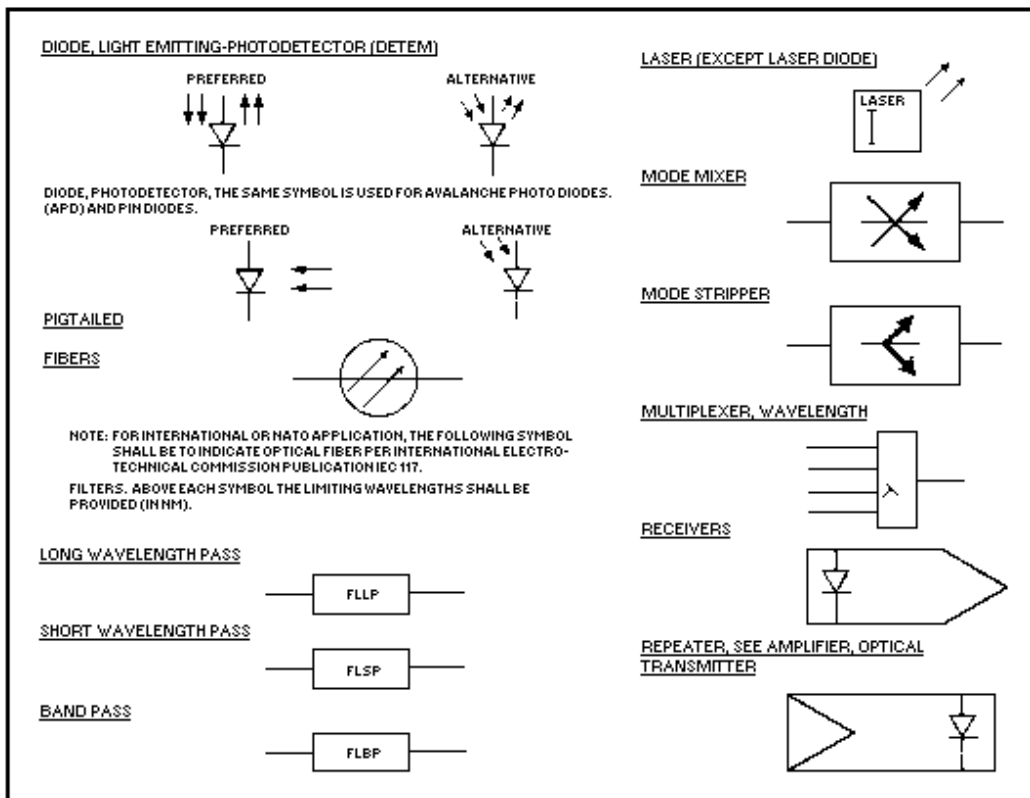 DIODE, LIGHT EMITTING-PHOTODETECTOR (DETEM)
PREFERRED
ALTERNATIVE
DIODE, PHOTODETECTOR, THE SAME SYMBOL IS USED FOR AVALANCHE PHOTO DIODES.
(APD) AND PIN DIODES.
PREFERRED
ALTERNATIVE
PIGTAILED
FIBERS
NOTE: FOR INTERNATIONAL OR NATO APPLICATION, THE FOLLOWING SYMBOL
SHALL BE TO INDICATE OPTICAL FIBER PER INTERNATIONAL ELECTRO-
TECHNICAL COMMISSION PUBLICATION IEC 117.
FILTERS. ABOVE EACH SYMBOL THE LIMITING WAVELENGTHS SHALL BE
PROVIDED (IN NM).
LONG WAVELENGTH PASS
FLLP
SHORT WAVELENGTH PASS
FLSP
BAND PASS
FLBP
LASER (EXCEPT LASER DIODE)
LASER
MODE MIXER
MODE STRIPPER
MULTIPLEXER, WAVELENGTH
RECEIVERS
REPEATER, SEE AMPLIFIER, OPTICAL
TRANSMITTER